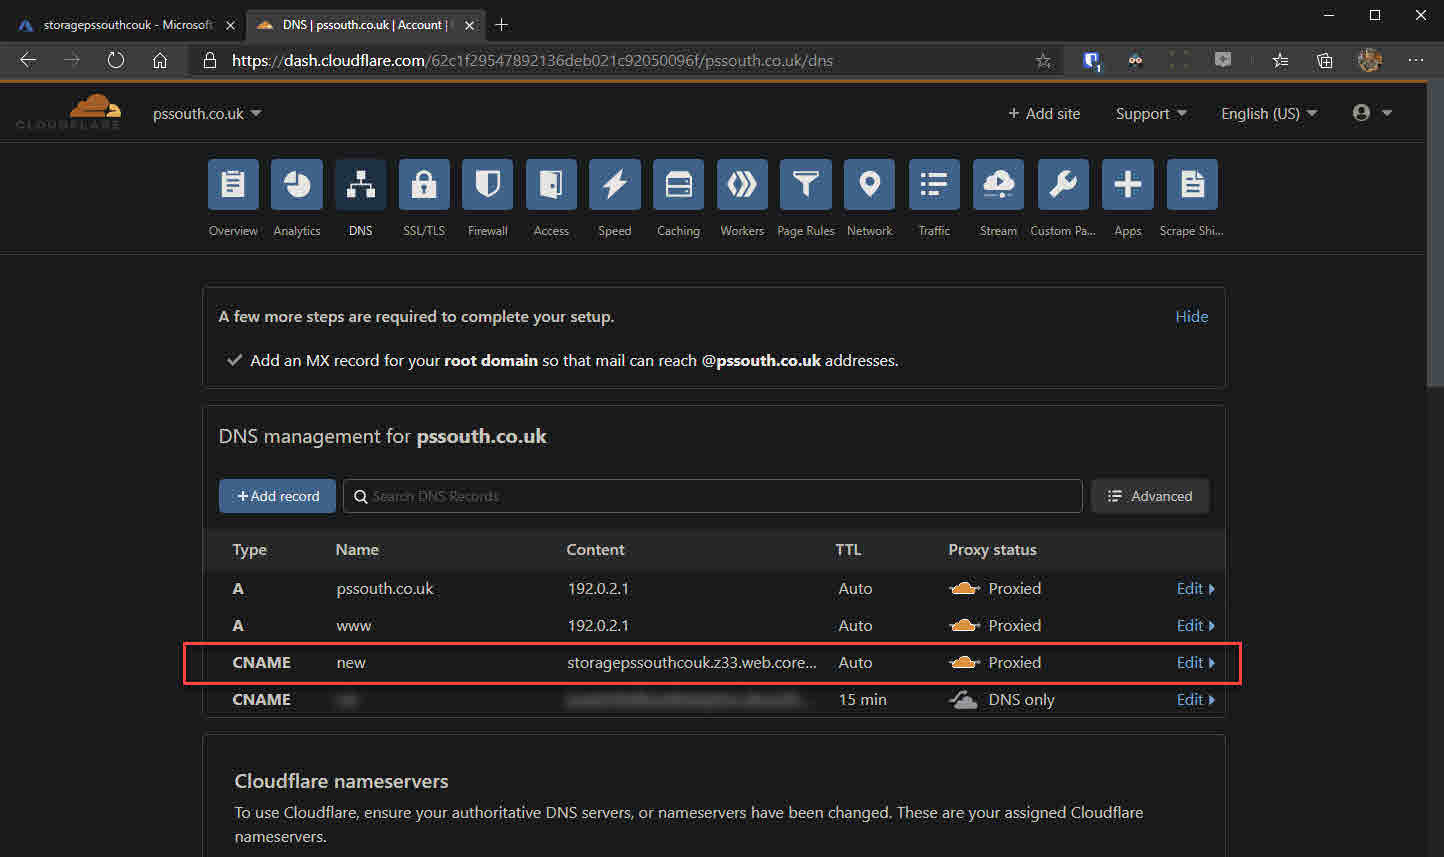 storagepssouthcouk - Microsoft
DNS | pssouth.co.uk | Account |
https://dash.cloudflare.com/62c1f29547892136deb021c92050096f/pssouth.co.uk/dns
1
CLOUDFLARE
pssouth.co.uk
+ Add site
Support
English (US)
Overview
Analytics
DNS
SSL/TLS
Firewall
Access
Speed
Caching
Workers
Page Rules
Network
Traffic
Stream
Custom Pa...
Apps
Scrape Shi...
A few more steps are required to complete your setup.
Hide
Add an MX record for your root domain so that mail can reach @pssouth.co.uk addresses.
DNS management for pssouth.co.uk
+Add record
Search DNS Records
Advanced
Type Name Content TTL Proxy status
A pssouth.co.uk 192.0.2.1 Auto Proxied Edit
A www 192.0.2.1 Auto Proxied Edit
CNAME new storagepssouthcouk.z33.web.core... Auto Proxied Edit
CNAME 15 min DNS only Edit
Cloudflare nameservers
To use Cloudflare, ensure your authoritative DNS servers, or nameservers have been changed. These are your assigned Cloudflare
nameservers.